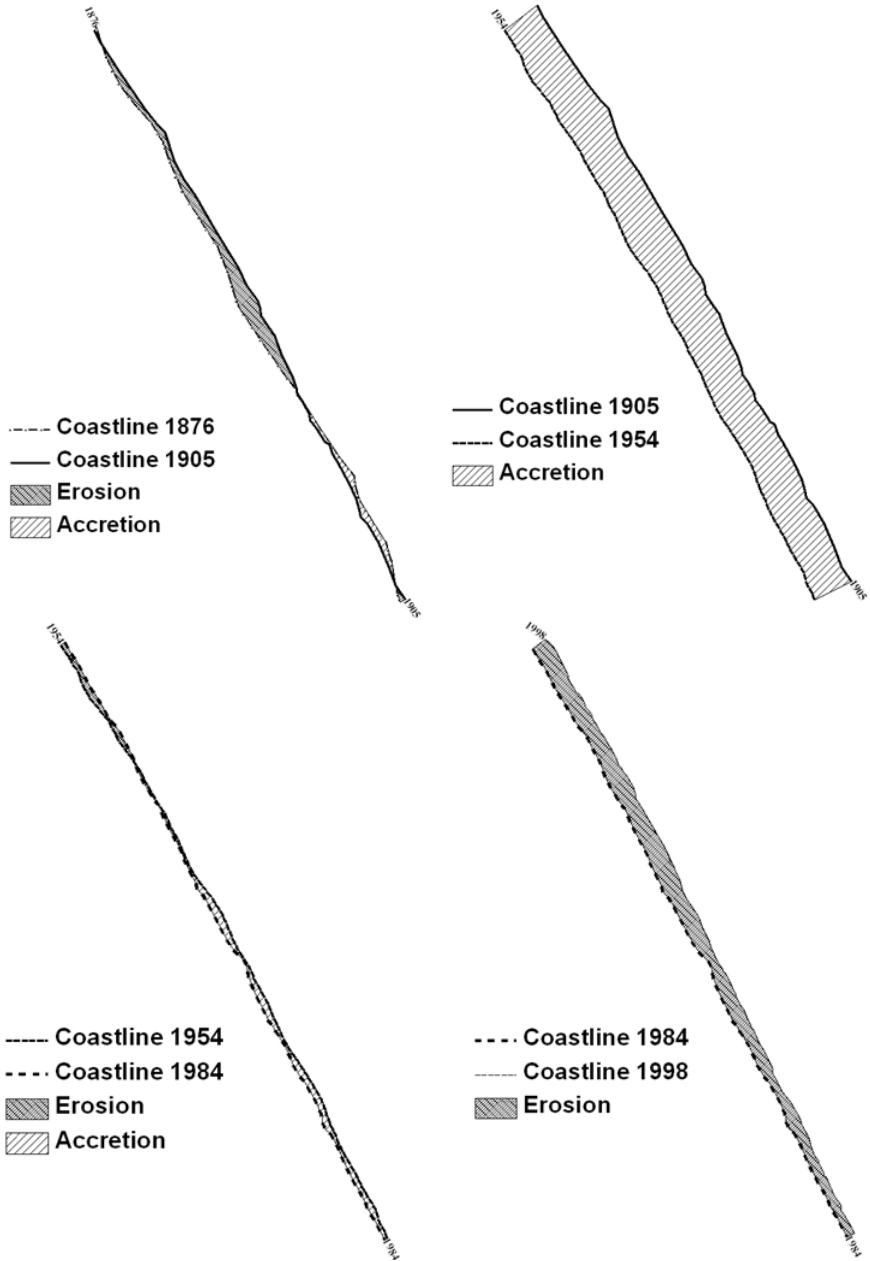 1876
Coastline 1876
Coastline 1905
Erosion
Accretion
1905
1954
Coastline 1905
Coastline 1954
Accretion
1905
1954
Coastline 1954
Coastline 1984
Erosion
Accretion
1984
1998
Coastline 1984
Coastline 1998
Erosion
1984